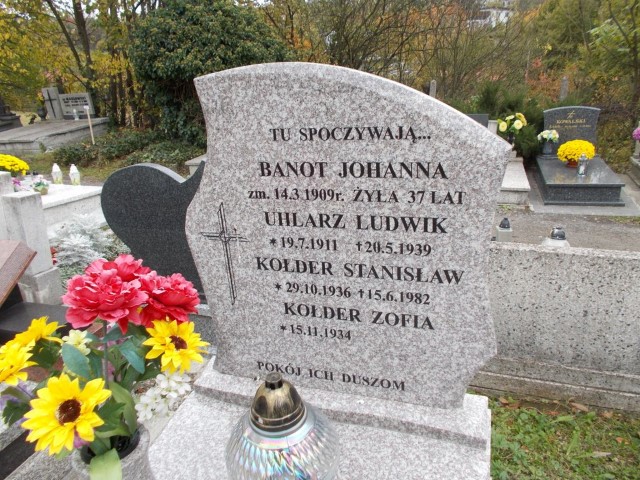 TU SPOCZYWAJĄ...
BANOT JOHANNA
zm. 14.3.1909r. ŻYŁA 37 LAT
UHLARZ LUDWIK
* 19.7.1911 † 20.5.1939
KOŁDER STANISŁAW
* 29.10.1936 † 15.6.1982
KOŁDER ZOFIA
* 15.11.1934
POKÓJ ICH DUSZOM